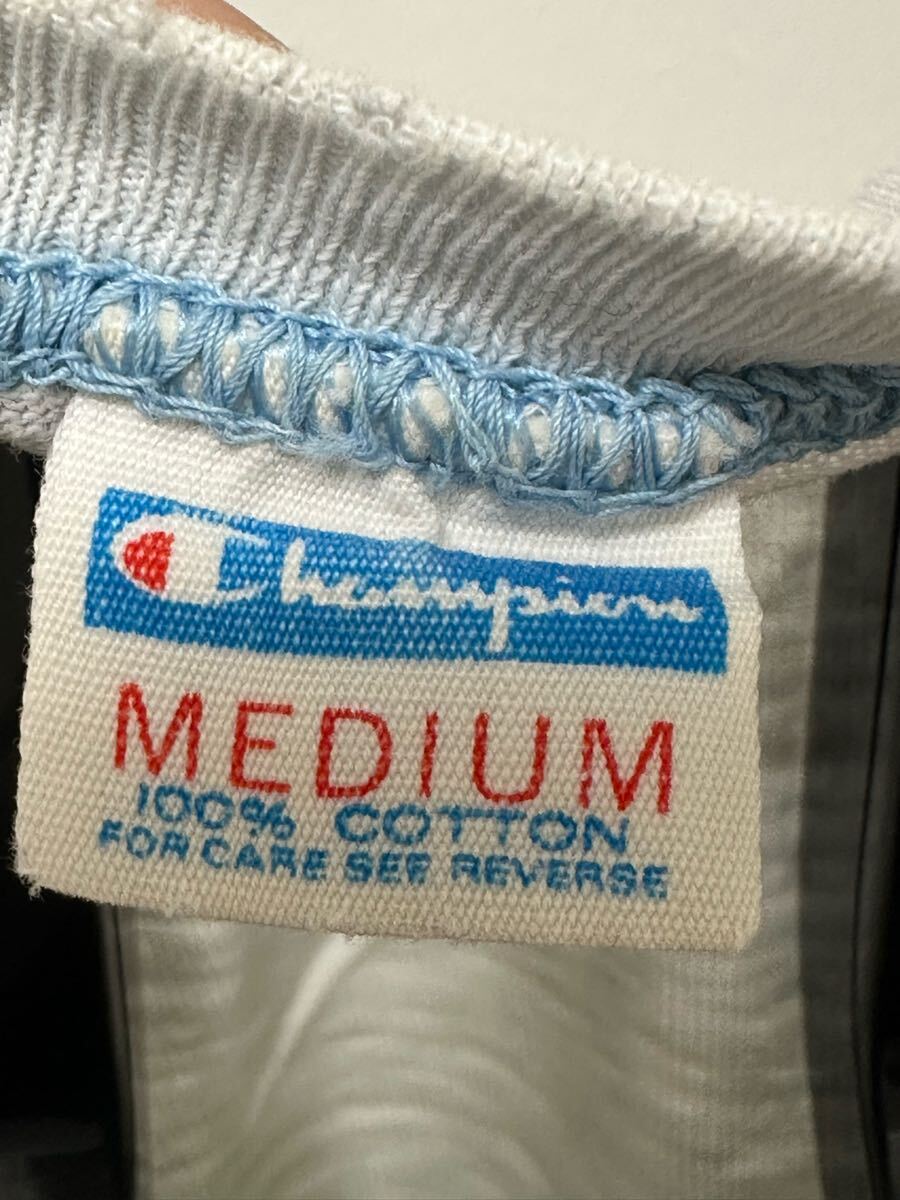 Champion
MEDIUM
100% COTTON
FOR CARE SEE REVERSE